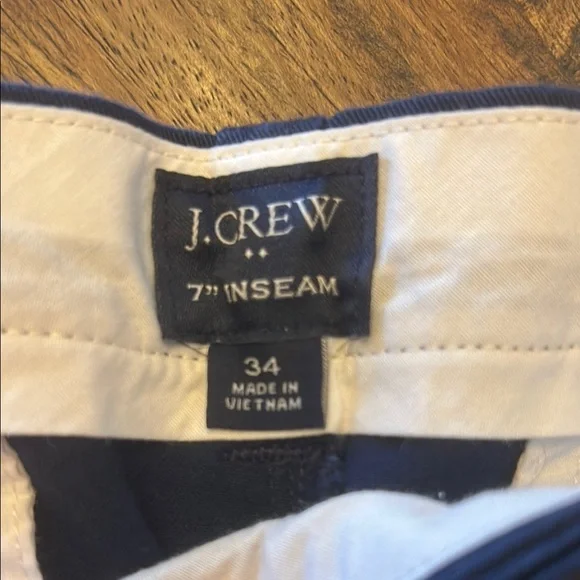 J.CREW
7" INSEAM
34
MADE IN
VIETNAM